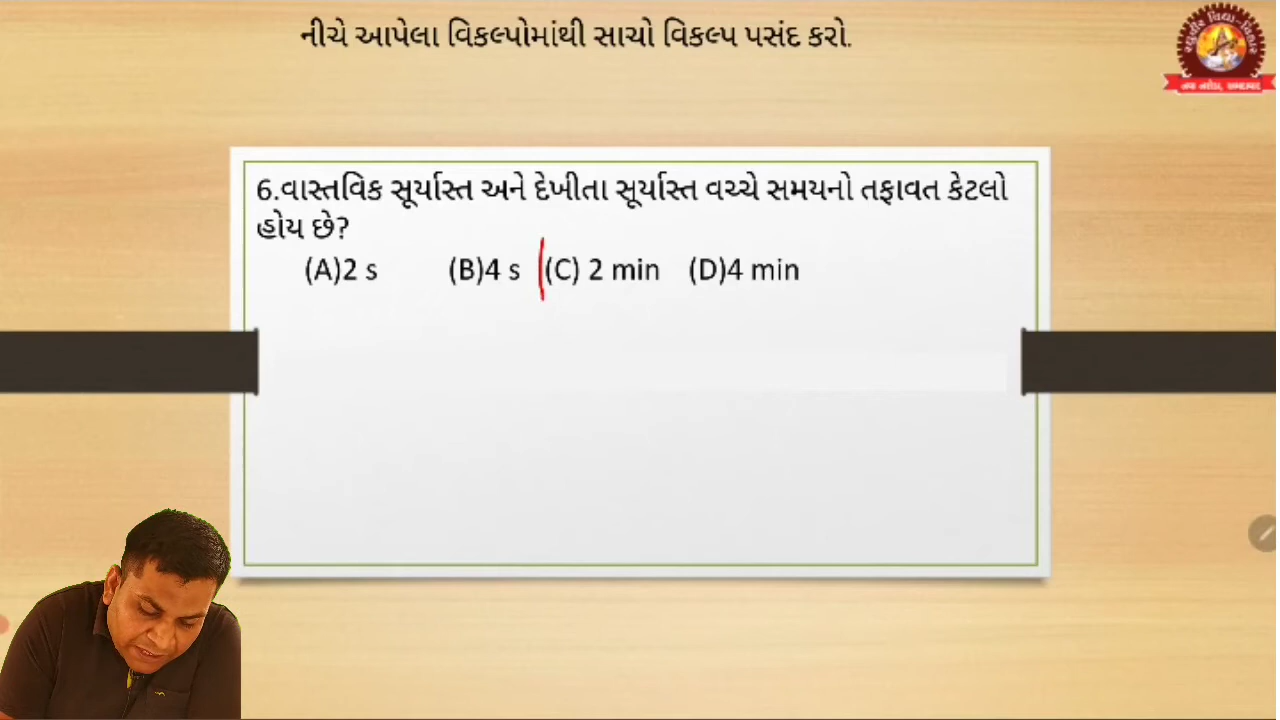 નીચે આપેલા વિકલ્પોમાંથી સાચો વિકલ્પ પસંદ કરો.
6.વાસ્તવિક સૂર્યાસ્ત અને દેખીતા સૂર્યાસ્ત વચ્ચે સમયનો તફાવત કેટલો
હોય છે?
(A)2 s (B)4 s (C) 2 min (D)4 min